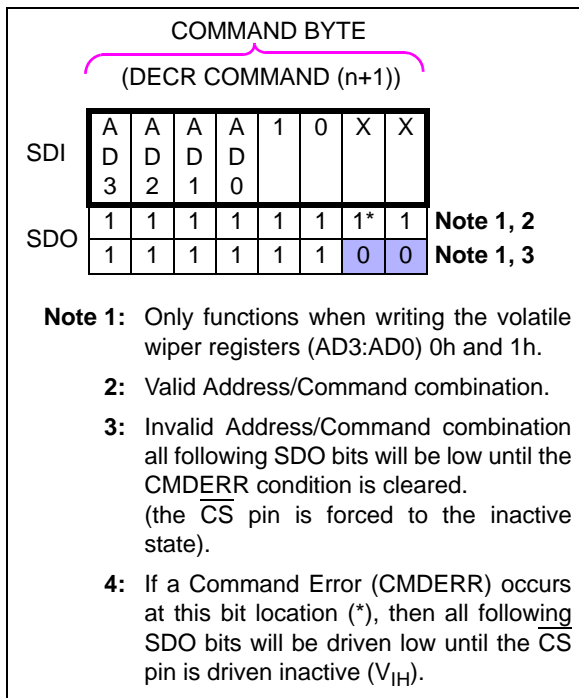 COMMAND BYTE
(DECR COMMAND (n+1))
SDI
A A A A 1 0 X X
D D D D
3 2 1 0
SDO
1 1 1 1 1 1 1* 1 Note 1, 2
1 1 1 1 1 1 0 0 Note 1, 3
Note 1: Only functions when writing the volatile
wiper registers (AD3:AD0) 0h and 1h.
2: Valid Address/Command combination.
3: Invalid Address/Command combination
all following SDO bits will be low until the
CMDERR condition is cleared.
(the CS pin is forced to the inactive
state).
4: If a Command Error (CMDERR) occurs
at this bit location (*), then all following
SDO bits will be driven low until the CS
pin is driven inactive (VIH).